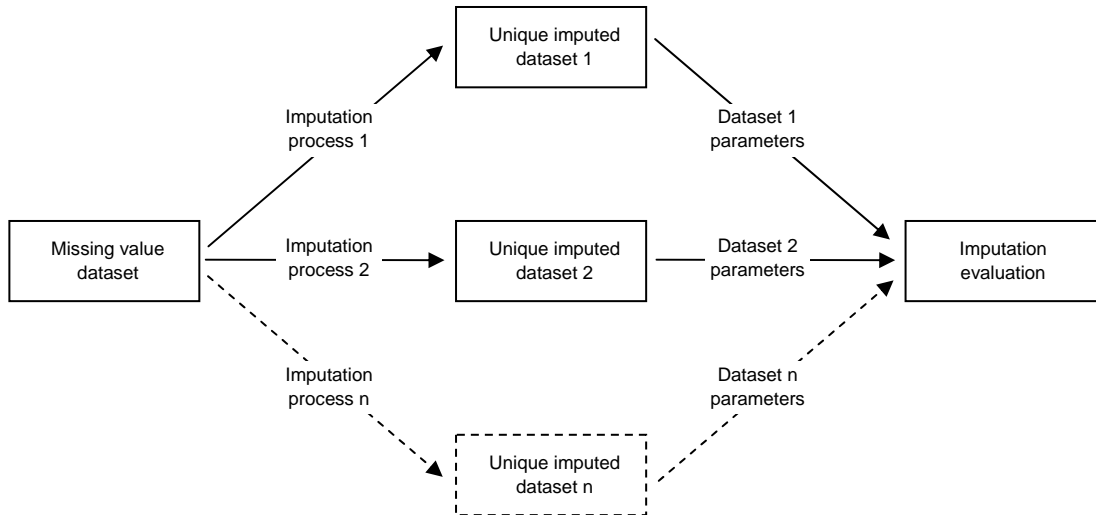 Unique imputed
dataset 1
Imputation
process 1
Dataset 1
parameters
Missing value
dataset
Imputation
process 2
Unique imputed
dataset 2
Dataset 2
parameters
Imputation
evaluation
Imputation
process n
Dataset n
parameters
Unique imputed
dataset n